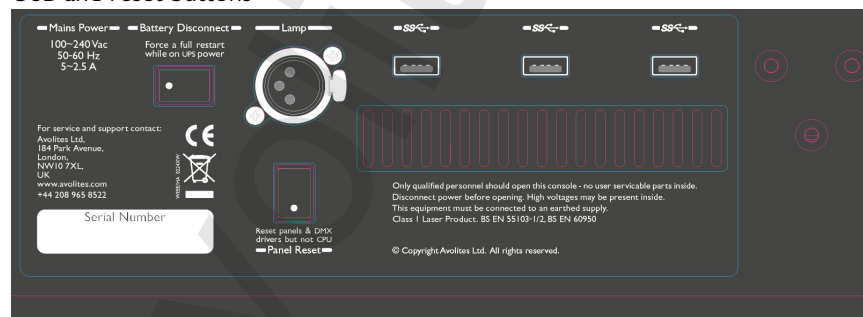 USB and reset buttons
Mains Power
100~240 Vac
50-60 Hz
5~2.5 A
Battery Disconnect
Force a full restart
while on UPS power
Lamp
SS
SS
SS
For service and support contact:
Avolites Ltd,
184 Park Avenue,
London,
NW10 7XL,
UK
www.avolites.com
+44 208 965 8522
CE
Serial Number
Reset panels & DMX
drivers but not CPU
Panel Reset
Only qualified personnel should open this console - no user servicable parts inside.
Disconnect power before opening. High voltages may be present inside.
This equipment must be connected to an earthed supply.
Class 1 Laser Product. BS EN 55103-1/2, BS EN 60950
© Copyright Avolites Ltd. All rights reserved.